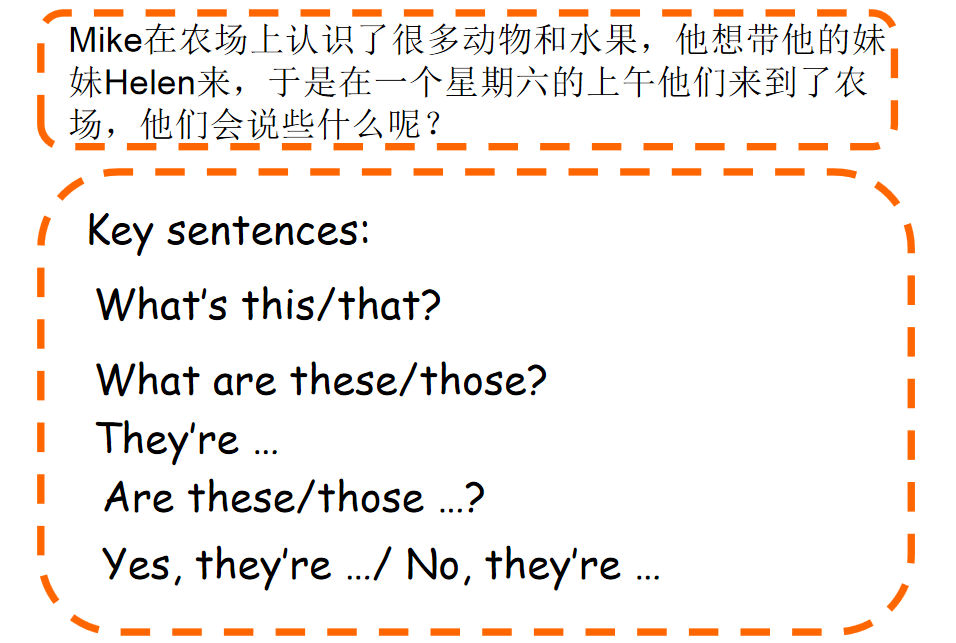 Mike在农场上认识了很多动物和水果，他想带他的妹
妹Helen来，于是在一个星期六的上午他们来到了农
场，他们会说些什么呢？
Key sentences:
What's this/that?
What are these/those?
They're …
Are these/those …?
Yes, they're …/ No, they're …